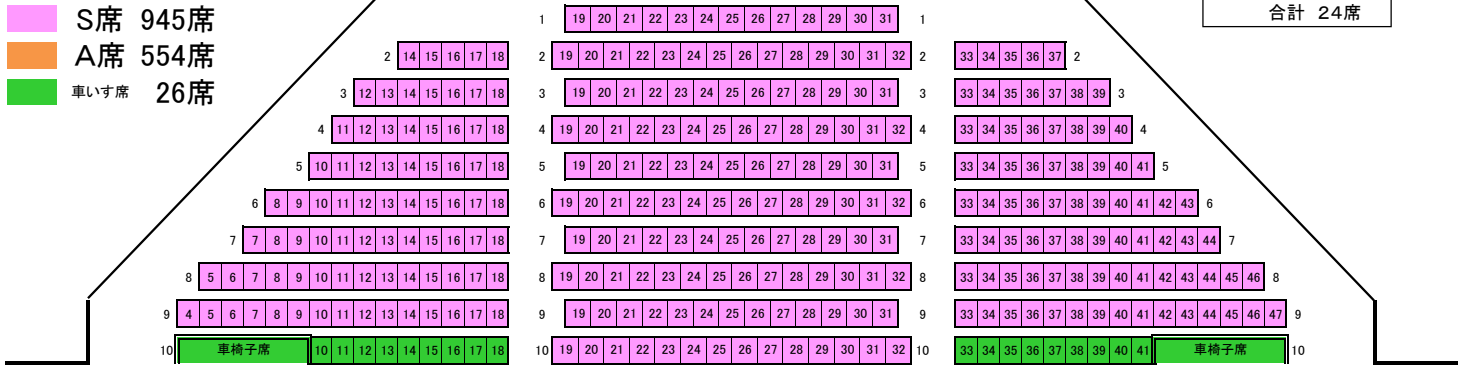 S席 945席
A席 554席
車いす席 26席
合計 24席
1 19 20 21 22 23 24 25 26 27 28 29 30 31 1
2 14 15 16 17 18 2 19 20 21 22 23 24 25 26 27 28 29 30 31 32 2 33 34 35 36 37 2
3 12 13 14 15 16 17 18 3 19 20 21 22 23 24 25 26 27 28 29 30 31 3 33 34 35 36 37 38 39 3
4 11 12 13 14 15 16 17 18 4 19 20 21 22 23 24 25 26 27 28 29 30 31 32 4 33 34 35 36 37 38 39 40 4
5 10 11 12 13 14 15 16 17 18 5 19 20 21 22 23 24 25 26 27 28 29 30 31 5 33 34 35 36 37 38 39 40 41 5
6 8 9 10 11 12 13 14 15 16 17 18 6 19 20 21 22 23 24 25 26 27 28 29 30 31 32 6 33 34 35 36 37 38 39 40 41 42 43 6
7 7 8 9 10 11 12 13 14 15 16 17 18 7 19 20 21 22 23 24 25 26 27 28 29 30 31 7 33 34 35 36 37 38 39 40 41 42 43 44 7
8 5 6 7 8 9 10 11 12 13 14 15 16 17 18 8 19 20 21 22 23 24 25 26 27 28 29 30 31 32 8 33 34 35 36 37 38 39 40 41 42 43 44 45 46 8
9 4 5 6 7 8 9 10 11 12 13 14 15 16 17 18 9 19 20 21 22 23 24 25 26 27 28 29 30 31 9 33 34 35 36 37 38 39 40 41 42 43 44 45 46 47 9
10 車椅子席 10 11 12 13 14 15 16 17 18 10 19 20 21 22 23 24 25 26 27 28 29 30 31 32 10 33 34 35 36 37 38 39 40 41 車椅子席 10